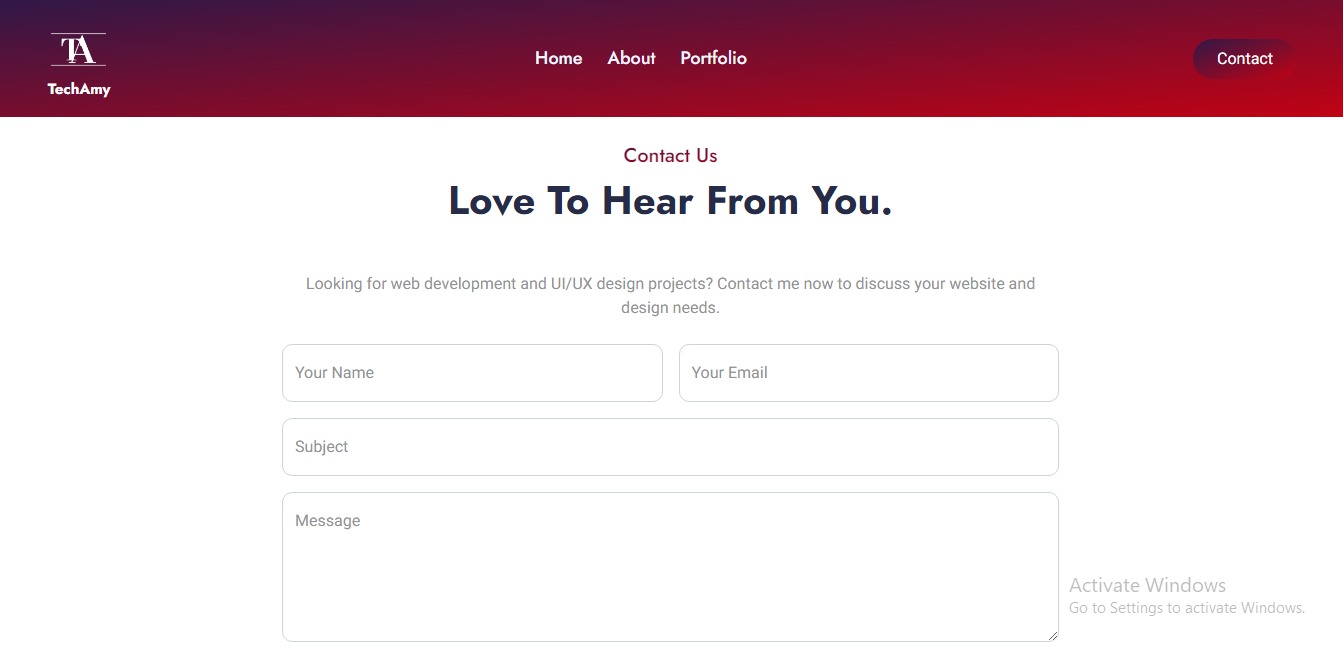 TA
TechAmy
Home About Portfolio
Contact
Contact Us
Love To Hear From You.
Looking for web development and UI/UX design projects? Contact me now to discuss your website and
design needs.
Your Name
Your Email
Subject
Message
Activate Windows
Go to Settings to activate Windows.